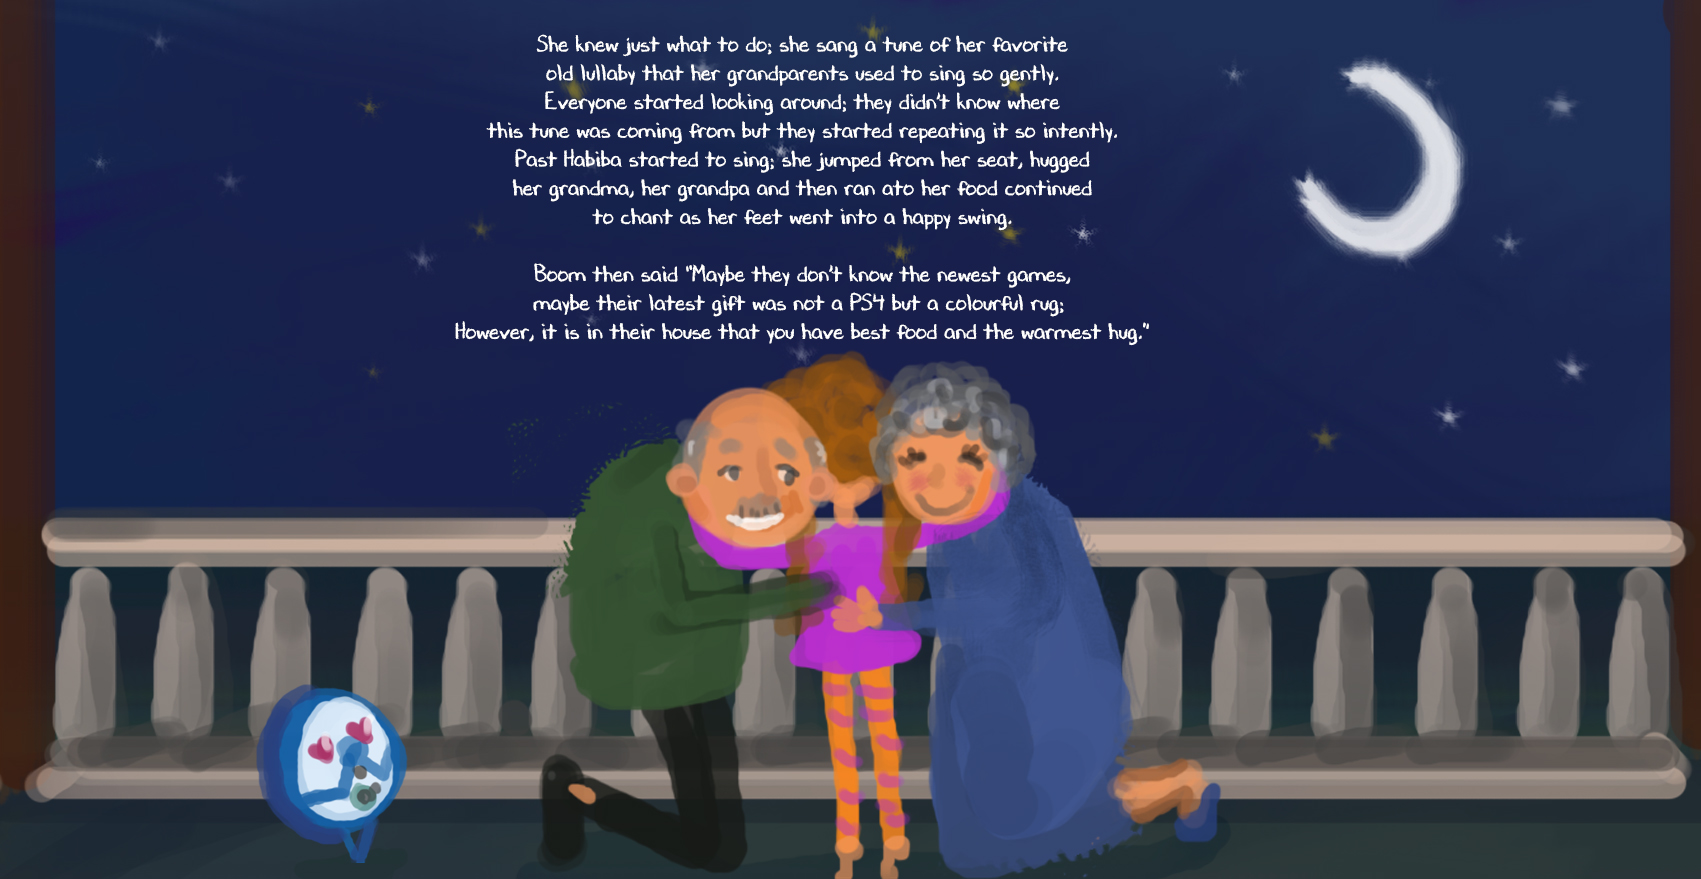 She knew just what to do; she sang a tune of her favorite
old lullaby that her grandparents used to sing so gently.
Everyone started looking around; they didn't know where
this tune was coming from but they started repeating it so intently.
Past Habiba started to sing; she jumped from her seat, hugged
her grandma, her grandpa and then ran ato her food continued
to chant as her feet went into a happy swing.
Boom then said "Maybe they don't know the newest games,
maybe their latest gift was not a PS4 but a colourful rug;
However, it is in their house that you have best food and the warmest hug."